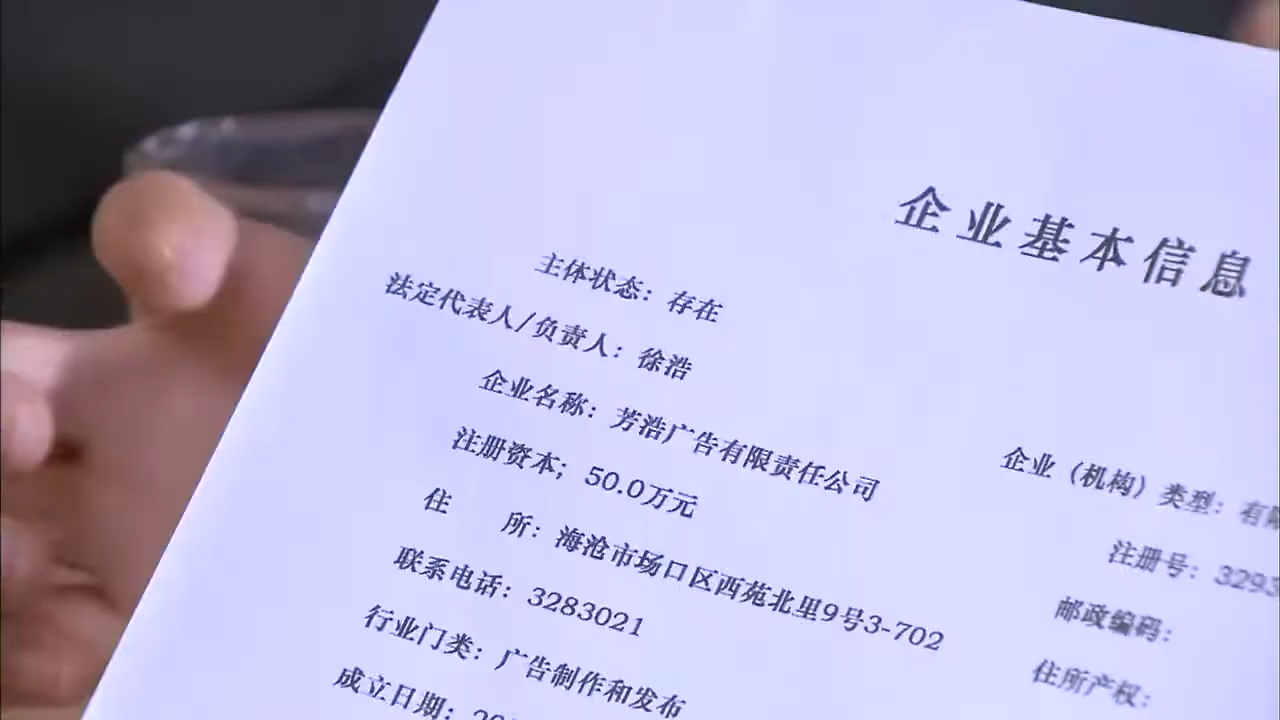 企业基本信息
主体状态：存在
法定代表人/负责人：徐浩
企业名称：芳浩广告有限责任公司
企业（机构）类型：有限
注册资本；50.0万元
注册号：3293
住所：海沧市场口区西苑北里9号3-702
邮政编码：
联系电话：3283021
住所产权：
行业门类：广告制作和发布
成立日期：